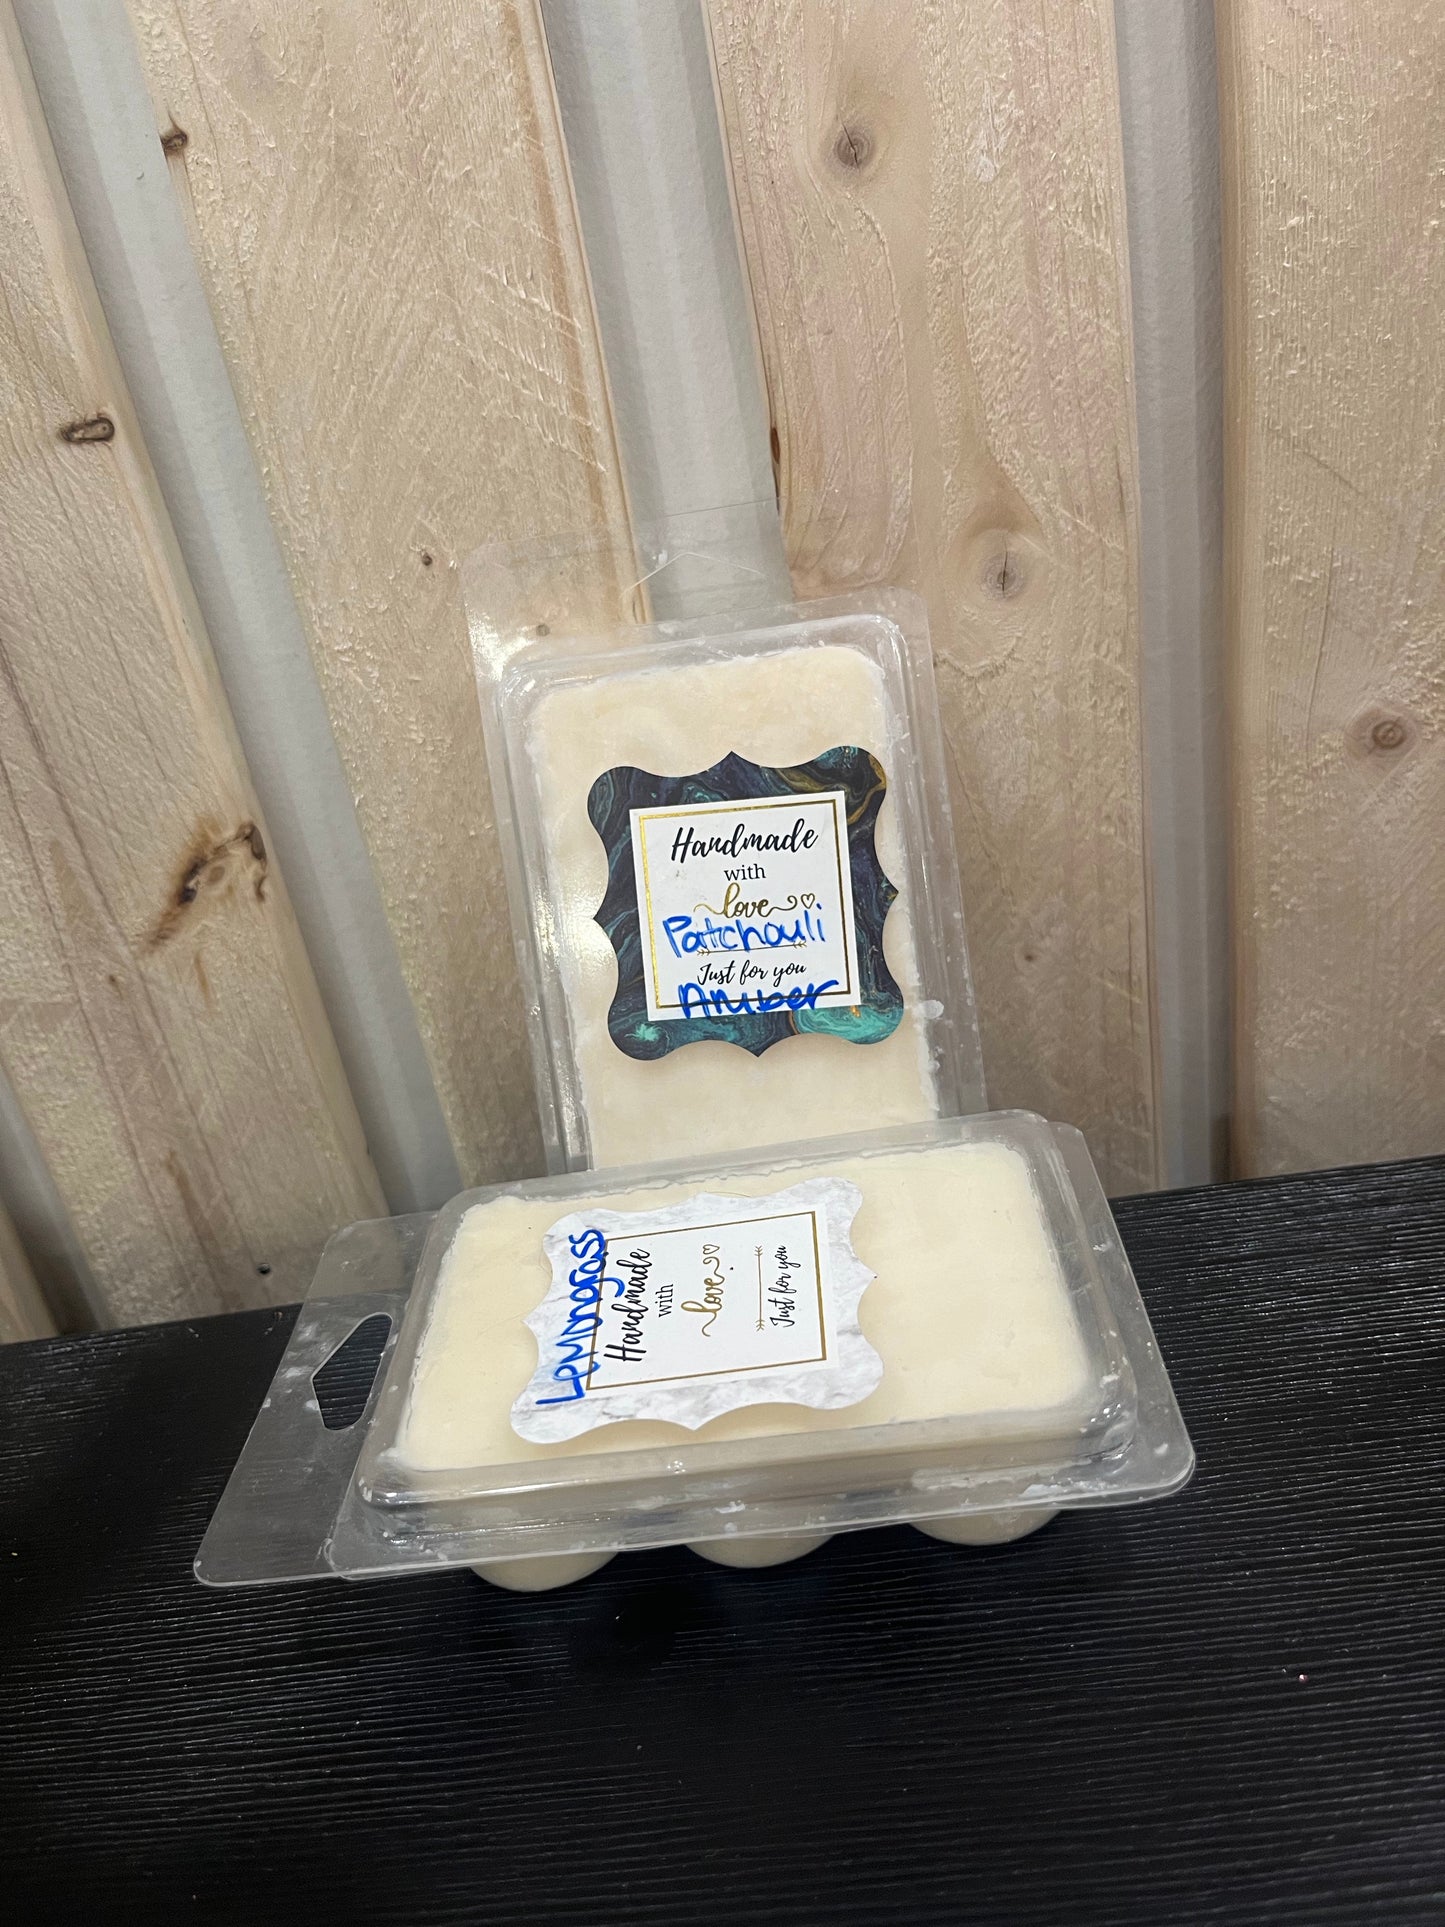 Handmade
with
love
Patchouli
Just for you
Amber
Lemongrass
Handmade
with
love
Just for you